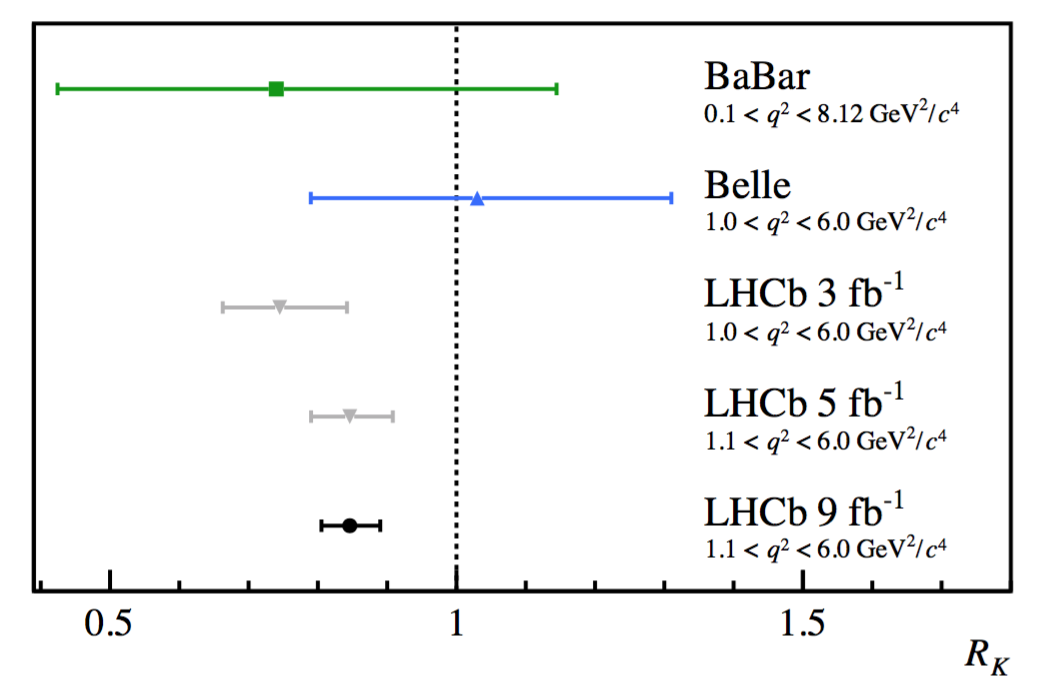 BaBar
0.1 < q² < 8.12 GeV²/c⁴
Belle
1.0 < q² < 6.0 GeV²/c⁴
LHCb 3 fb⁻¹
1.0 < q² < 6.0 GeV²/c⁴
LHCb 5 fb⁻¹
1.1 < q² < 6.0 GeV²/c⁴
LHCb 9 fb⁻¹
1.1 < q² < 6.0 GeV²/c⁴
0.5 1 1.5
R_K